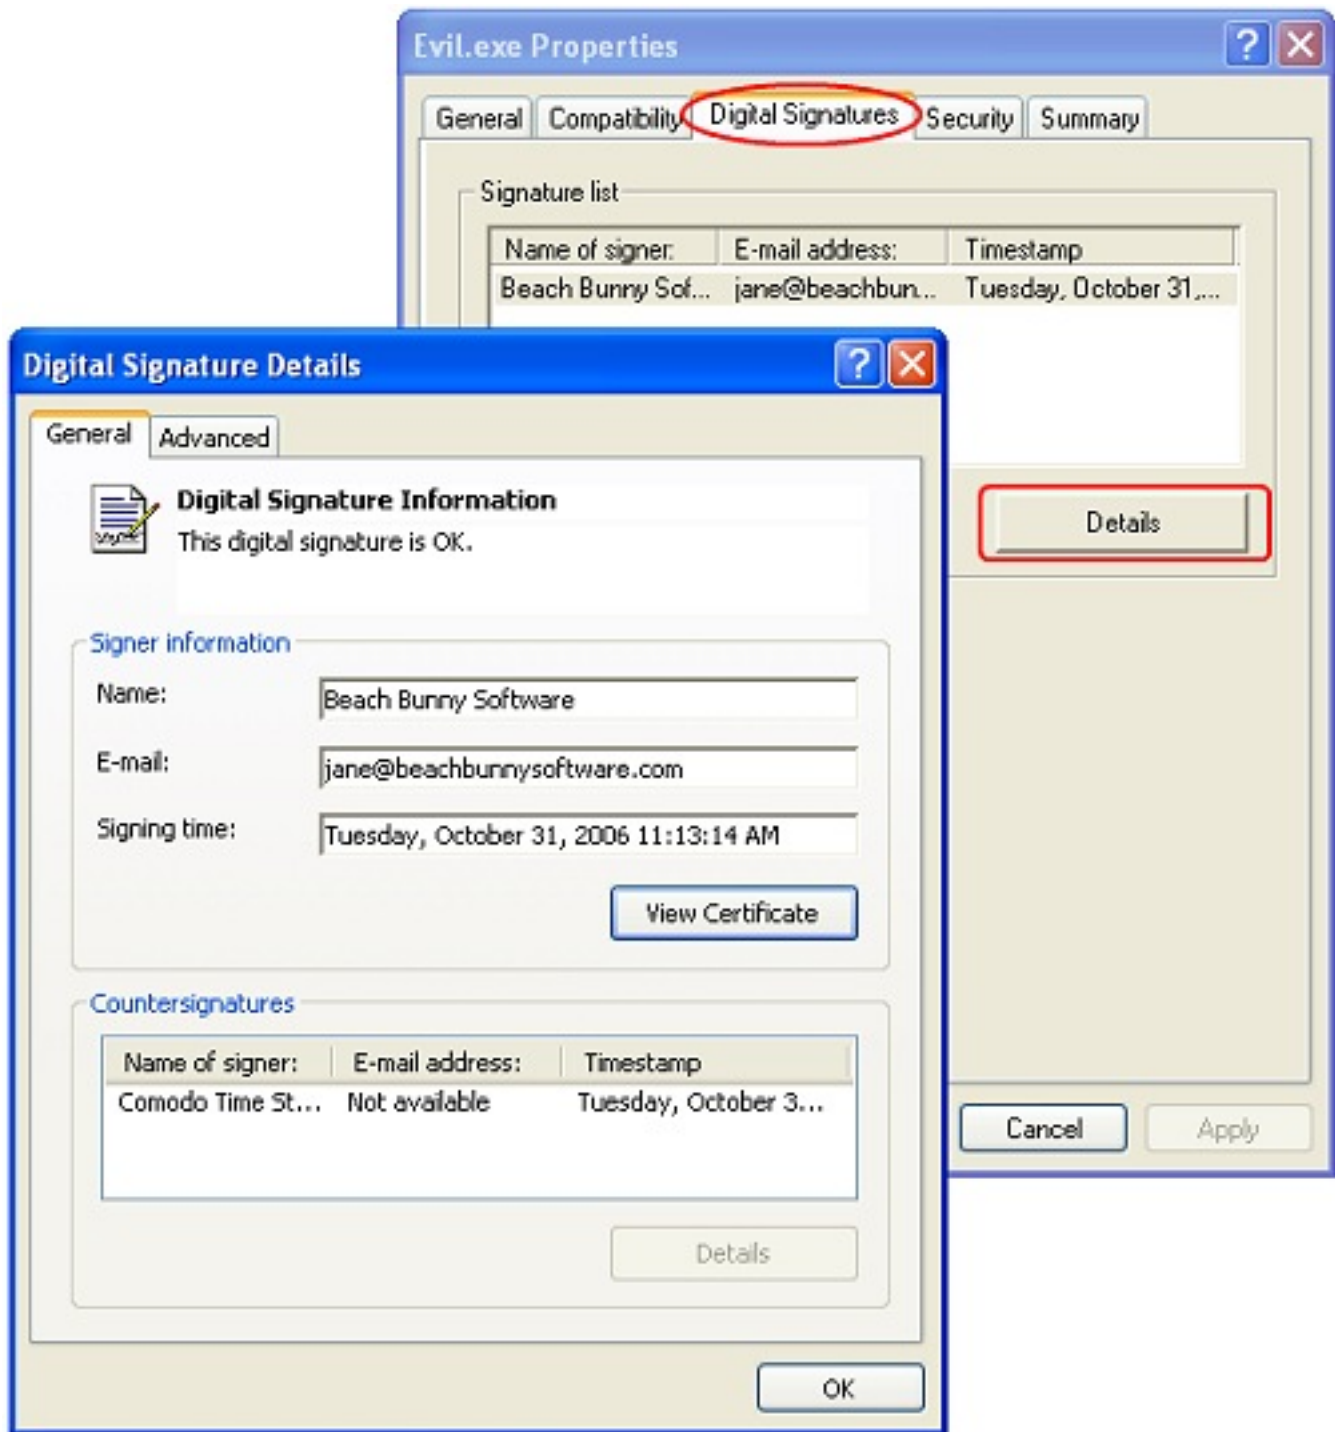 Evil.exe Properties
General Compatibility Digital Signatures Security Summary
Signature list
Name of signer: E-mail address: Timestamp
Beach Bunny Sof... jane@beachbun... Tuesday, October 31,...
Details
Cancel Apply
Digital Signature Details
General Advanced
Digital Signature Information
This digital signature is OK.
Signer information
Name: Beach Bunny Software
E-mail: jane@beachbunnysoftware.com
Signing time: Tuesday, October 31, 2006 11:13:14 AM
View Certificate
Countersignatures
Name of signer: E-mail address: Timestamp
Comodo Time St... Not available Tuesday, October 3...
Details
OK